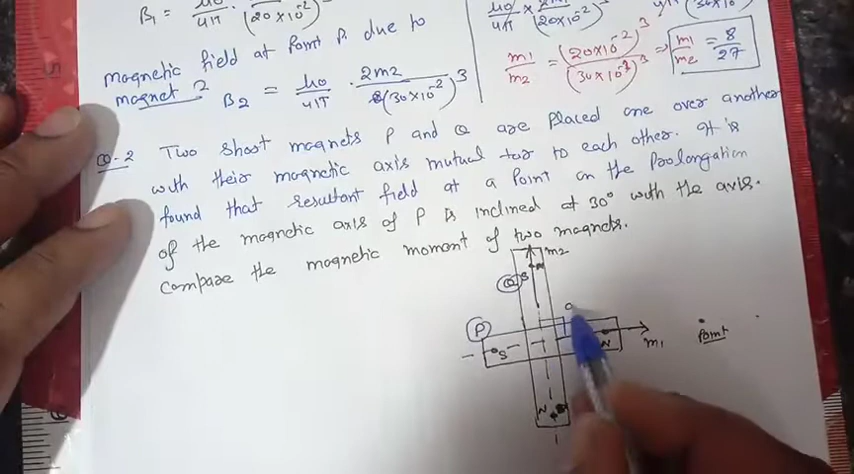 B1 = μ0/4π · (20×10^-2)^3
μ0/4π × (20×10^-2)^3
magnetic field at Point P. due to
magnet 2 B2 = μ0/4π · 2m2/(30×10^-2)^3
m1/m2 = (20×10^-2)^3/(30×10^-2)^3 ⇒ m1/m2 = 8/27
Q-2 Two short magnets P and Q are placed one over another
with their magnetic axis mutual ter to each other. It is
found that resultant field at a Point on the Prolongation
of the magnetic axis of P is inclined at 30° with the axis.
Compare the magnetic moment of two magnets.
m2
Q S
P
S N m1 Point
N